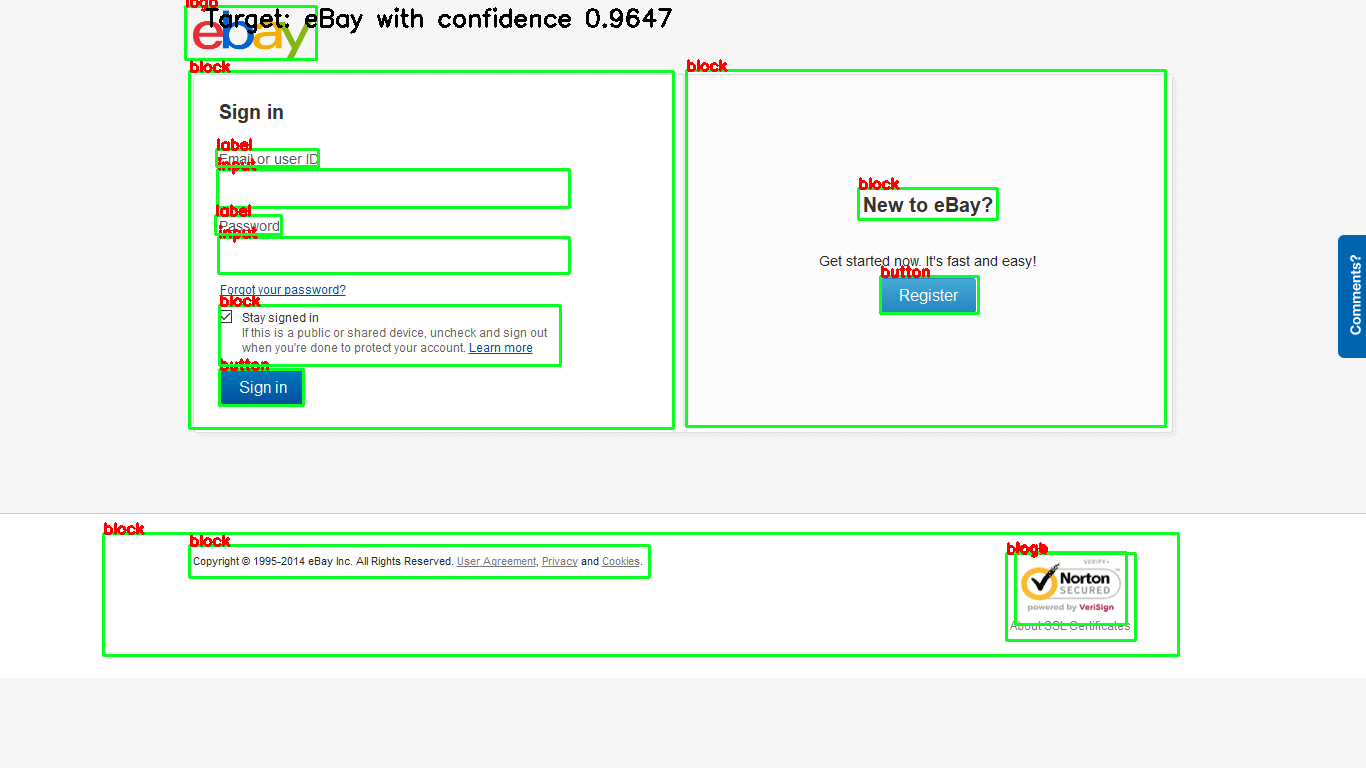 logo
Target: eBay with confidence 0.9647
ebay
block
block
Sign in
label
Email or user ID
input
label
Password
input
Forgot your password?
block
Stay signed in
If this is a public or shared device, uncheck and sign out
when you're done to protect your account. Learn more
button
Sign in
block
New to eBay?
Get started now. It's fast and easy!
button
Register
Comments?
block
block
Copyright © 1995-2014 eBay Inc. All Rights Reserved. User Agreement, Privacy and Cookies.
VERIFY
Norton
SECURED
powered by VeriSign
About SSL Certificates